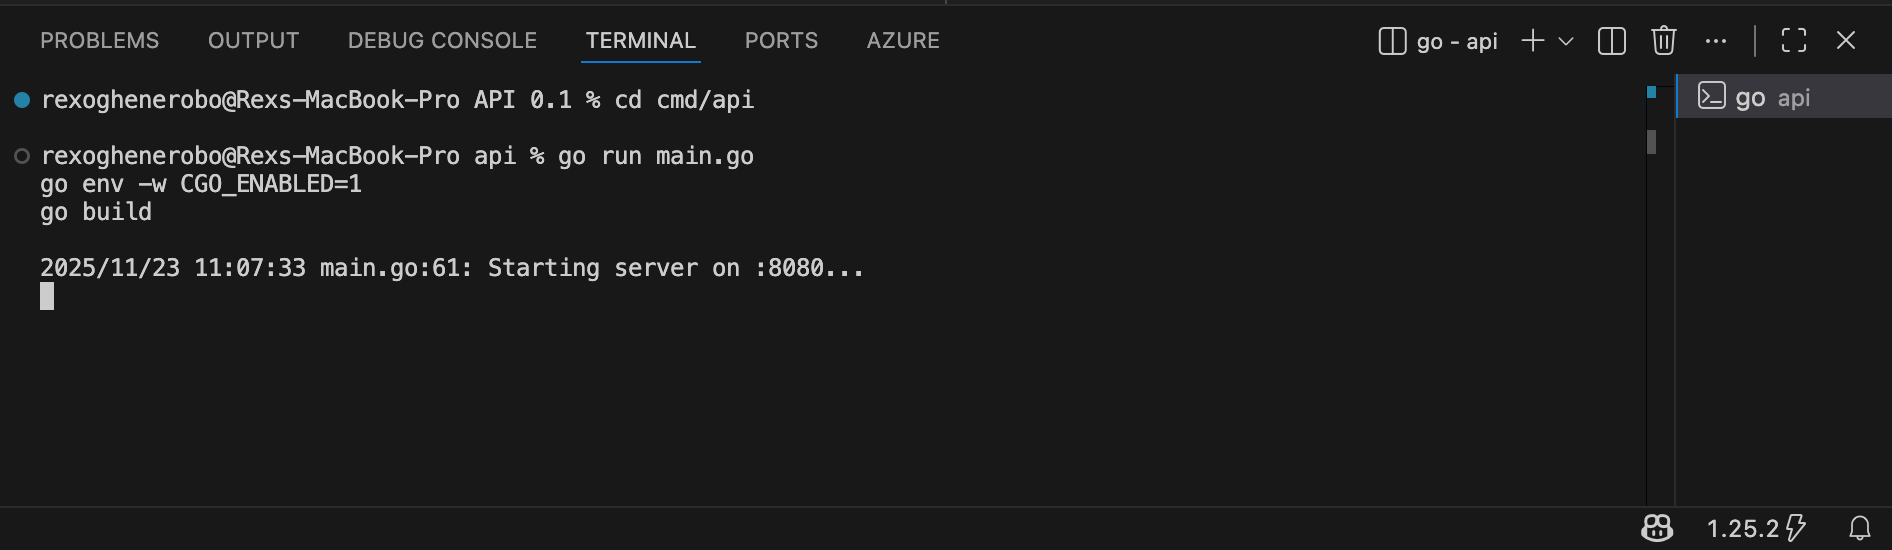 PROBLEMS OUTPUT DEBUG CONSOLE TERMINAL PORTS AZURE go - api
rexoghenerobo@Rexs-MacBook-Pro API 0.1 % cd cmd/api
go api
rexoghenerobo@Rexs-MacBook-Pro api % go run main.go
go env -w CGO_ENABLED=1
go build
2025/11/23 11:07:33 main.go:61: Starting server on :8080...
1.25.2